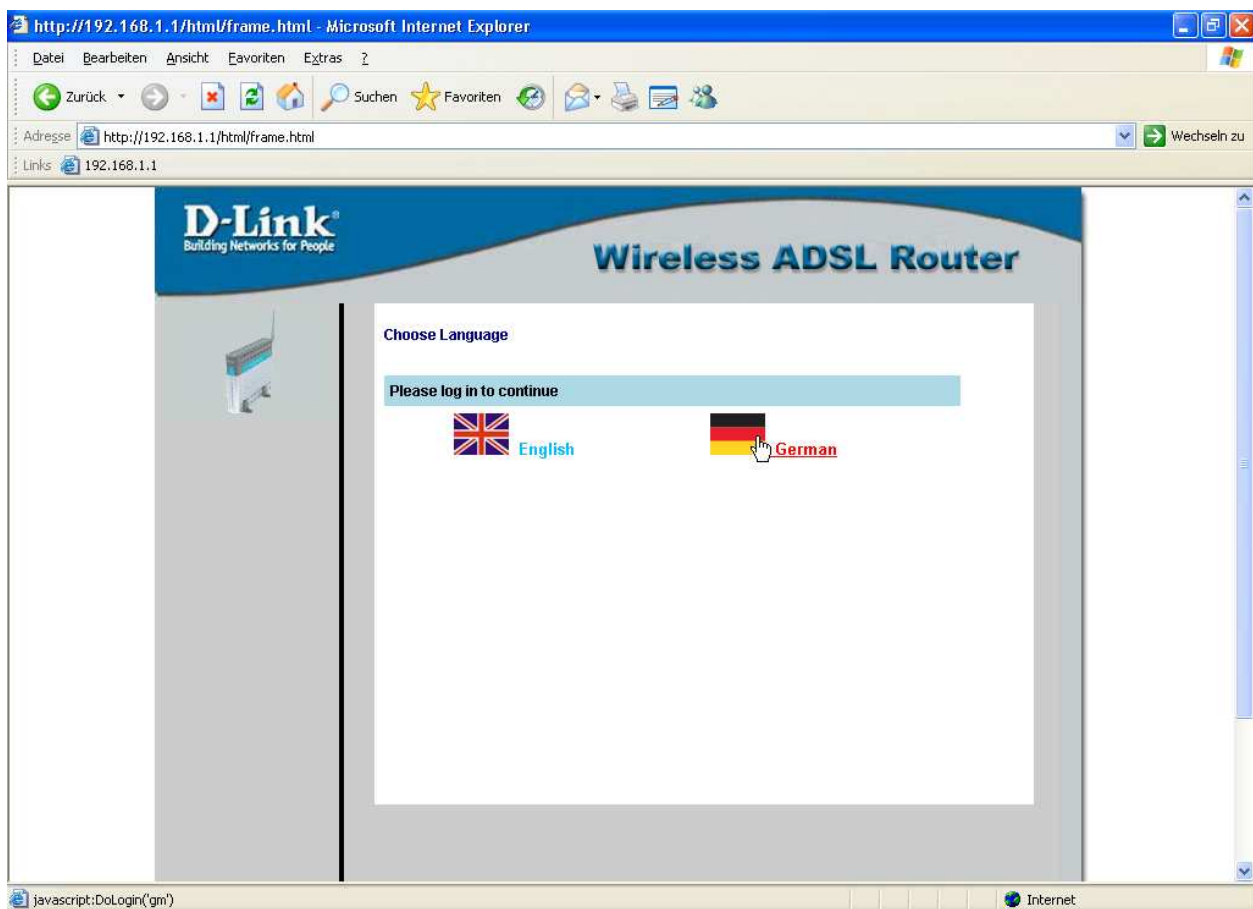 http://192.168.1.1/html/frame.html - Microsoft Internet Explorer
Datei Bearbeiten Ansicht Favoriten Extras ?
Zurück Suchen Favoriten
Adresse http://192.168.1.1/html/frame.html Wechseln zu
Links 192.168.1.1
D-Link®
Building Networks for People
Wireless ADSL Router
Choose Language
Please log in to continue
English German
javascript:DoLogin('gm') Internet